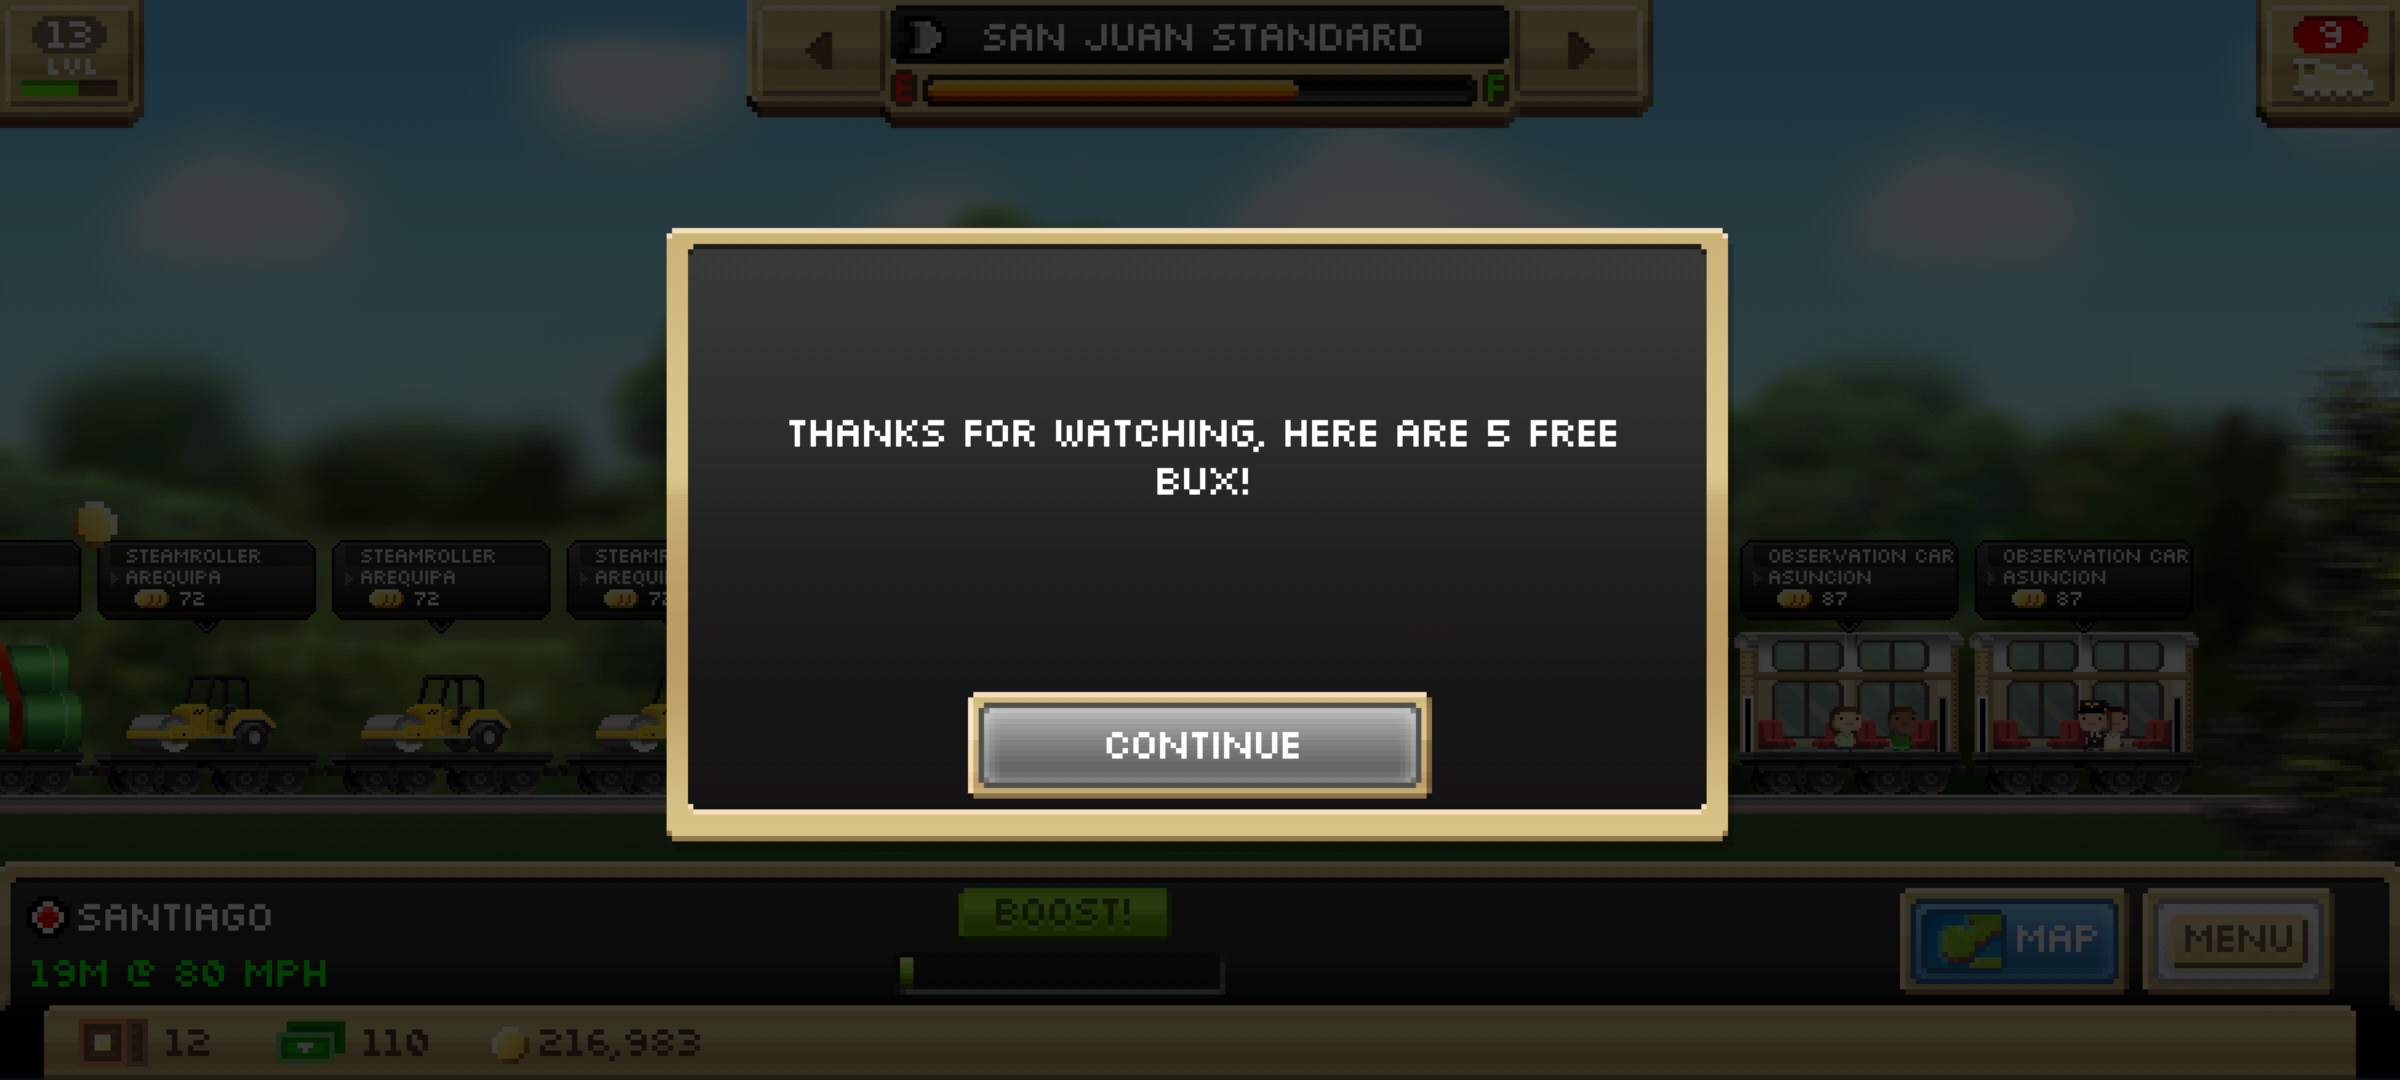 13
LVL
SAN JUAN STANDARD
E F
9
THANKS FOR WATCHING, HERE ARE 5 FREE
BUX!
STEAMROLLER
AREQUIPA
72
STEAMROLLER
AREQUIPA
72
OBSERVATION CAR
ASUNCION
87
OBSERVATION CAR
ASUNCION
87
CONTINUE
SANTIAGO
19M @ 80 MPH
BOOST!
MAP
MENU
12
110
216,983